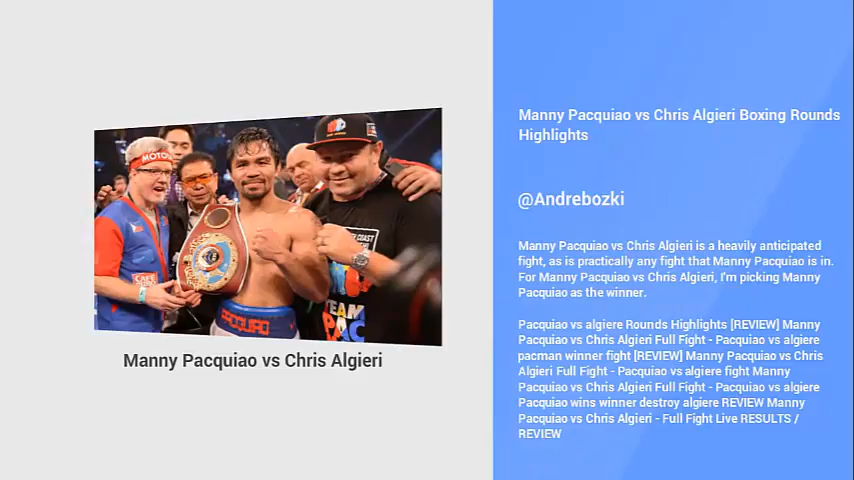 MOTO
PACQUIAO
TEAM
PAC
Manny Pacquiao vs Chris Algieri
Manny Pacquiao vs Chris Algieri Boxing Rounds
Highlights
@Andrebozki
Manny Pacquiao vs Chris Algieri is a heavily anticipated
fight, as is practically any fight that Manny Pacquiao is in.
For Manny Pacquiao vs Chris Algieri, I'm picking Manny
Pacquiao as the winner.
Pacquiao vs algiere Rounds Highlights [REVIEW] Manny
Pacquiao vs Chris Algieri Full Fight - Pacquiao vs algiere
pacman winner fight [REVIEW] Manny Pacquiao vs Chris
Algieri Full Fight - Pacquiao vs algiere fight Manny
Pacquiao vs Chris Algieri Full Fight - Pacquiao vs algiere
Pacquiao wins winner destroy algiere REVIEW Manny
Pacquiao vs Chris Algieri - Full Fight Live RESULTS /
REVIEW